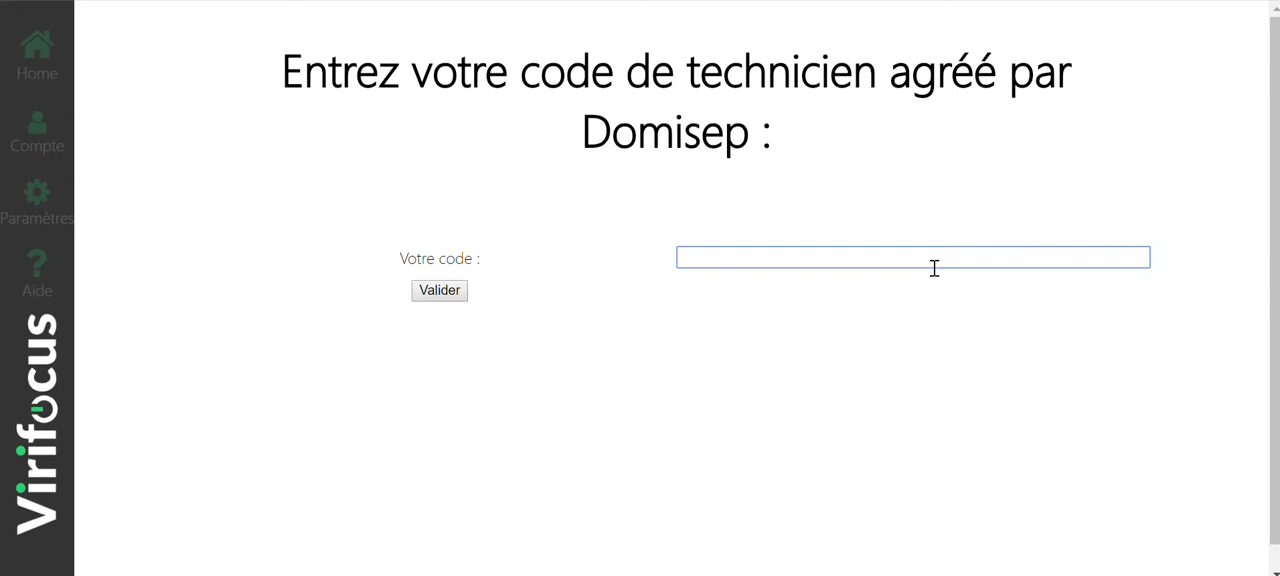 Home
Compte
Paramètres
Aide
Virifocus
Entrez votre code de technicien agréé par
Domisep :
Votre code :
Valider